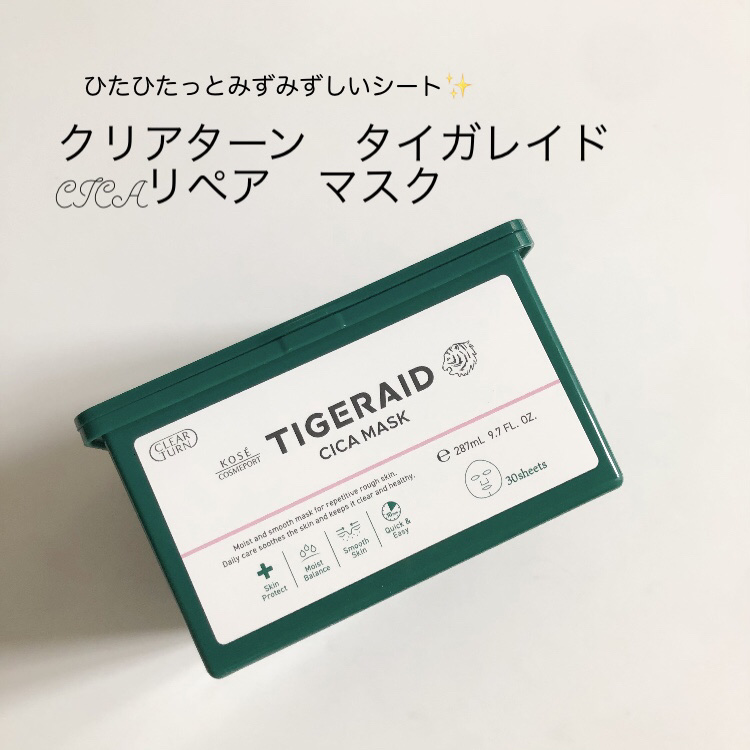 ひたひたっとみずみずしいシート✨
クリアターン　タイガレイド
CICAリペア　マスク
CLEAR
TURN
KOSÉ
COSMEPORT
TIGERAID
CICA MASK
℮ 287mL 9.7 FL. OZ.
30sheets
Moist and smooth mask for repetitive rough skin.
Daily care soothes the skin and keeps it clear and healthy.
Skin
Protect
Moist
Balance
Smooth
Skin
Quick &
Easy